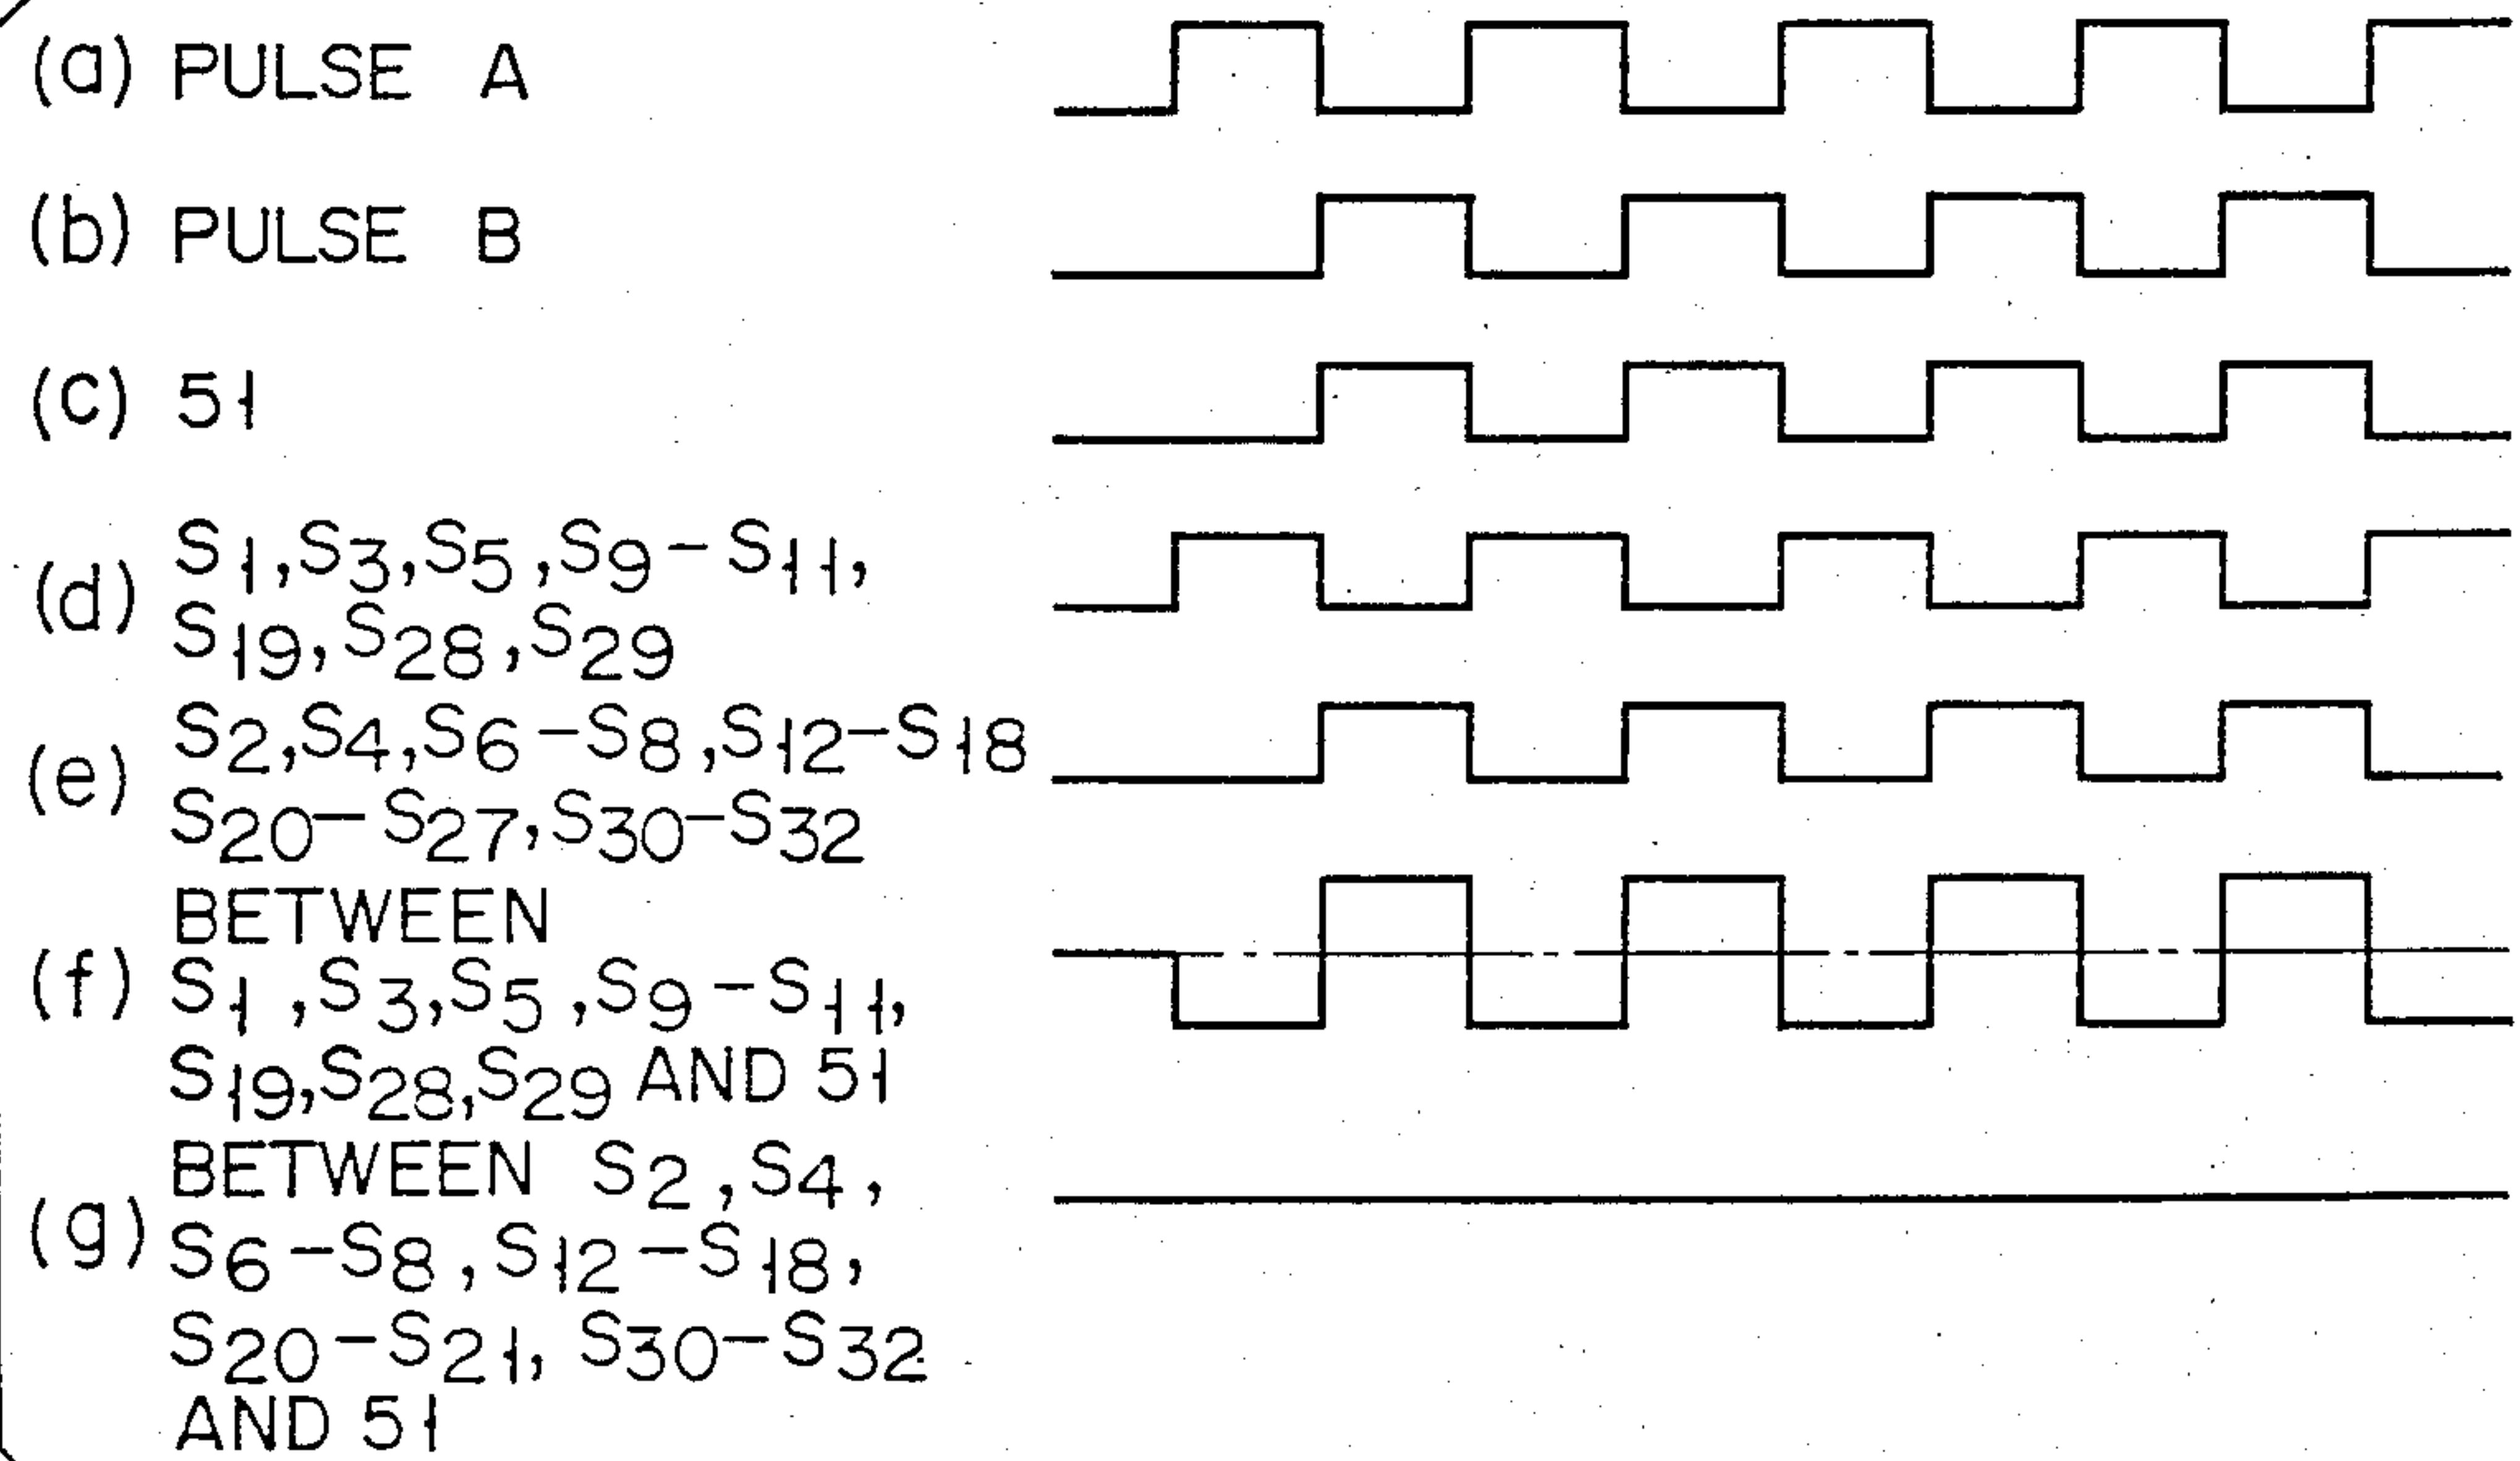 (a) PULSE A
(b) PULSE B
(c) 51
(d) S1,S3,S5,S9-S11,
S19,S28,S29
(e) S2,S4,S6-S8,S12-S18
S20-S27,S30-S32
(f) BETWEEN
S1,S3,S5,S9-S11,
S19,S28,S29 AND 51
(g) BETWEEN S2,S4,
S6-S8,S12-S18,
S20-S21,S30-S32
AND 51